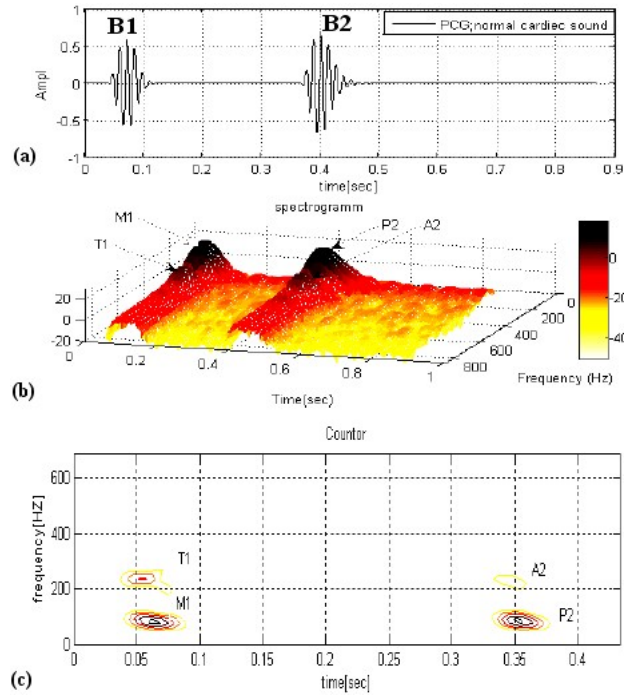 (a)
B1
B2
PCG;normal cardiec sound
Ampl
1
0.5
0
-0.5
-1
0 0.1 0.2 0.3 0.4 0.5 0.6 0.7 0.8 0.9
time[sec]
(b)
spectrogramm
M1
T1
P2
A2
20
0
-20
0 0.2 0.4 0.6 0.8 1
Time(sec)
0
200
400
600
800
Frequency (Hz)
0
-20
-40
(c)
Countor
frequency[HZ]
600
400
200
0
T1
M1
A2
P2
0 0.05 0.1 0.15 0.2 0.25 0.3 0.35 0.4
time[sec]